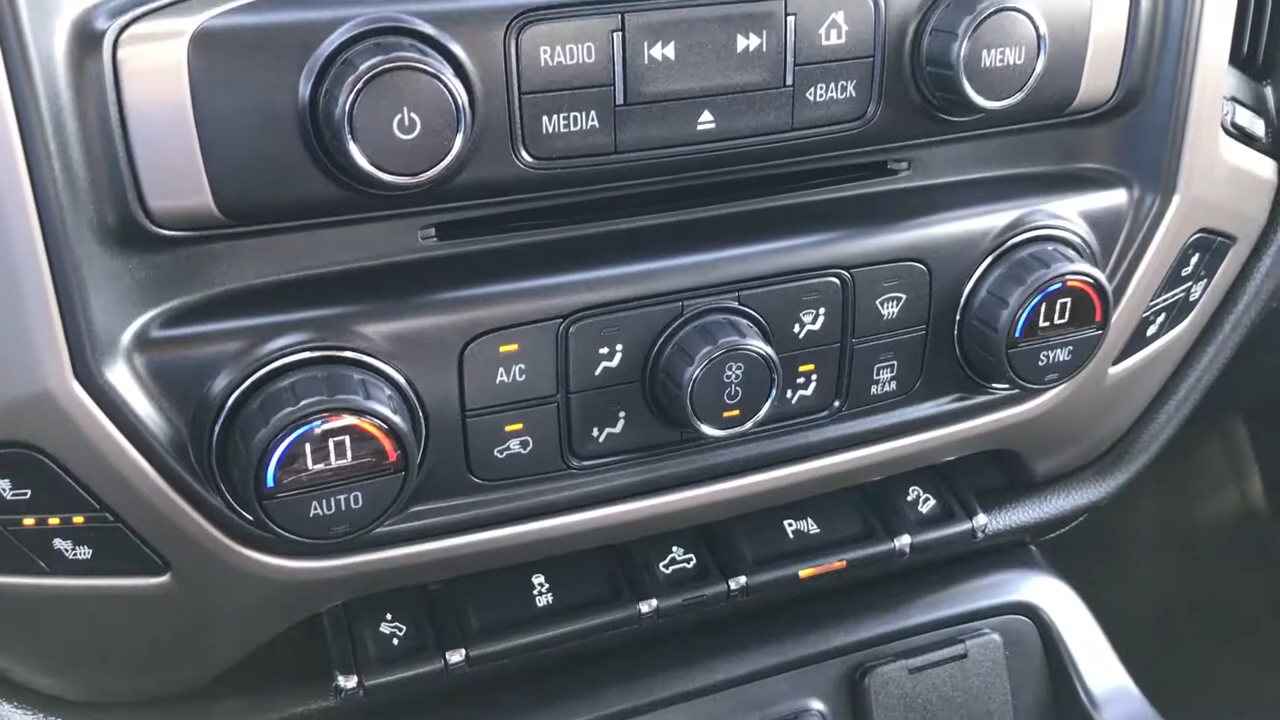 RADIO
MENU
BACK
MEDIA
LO
SYNC
A/C
REAR
LO
AUTO
P
OFF